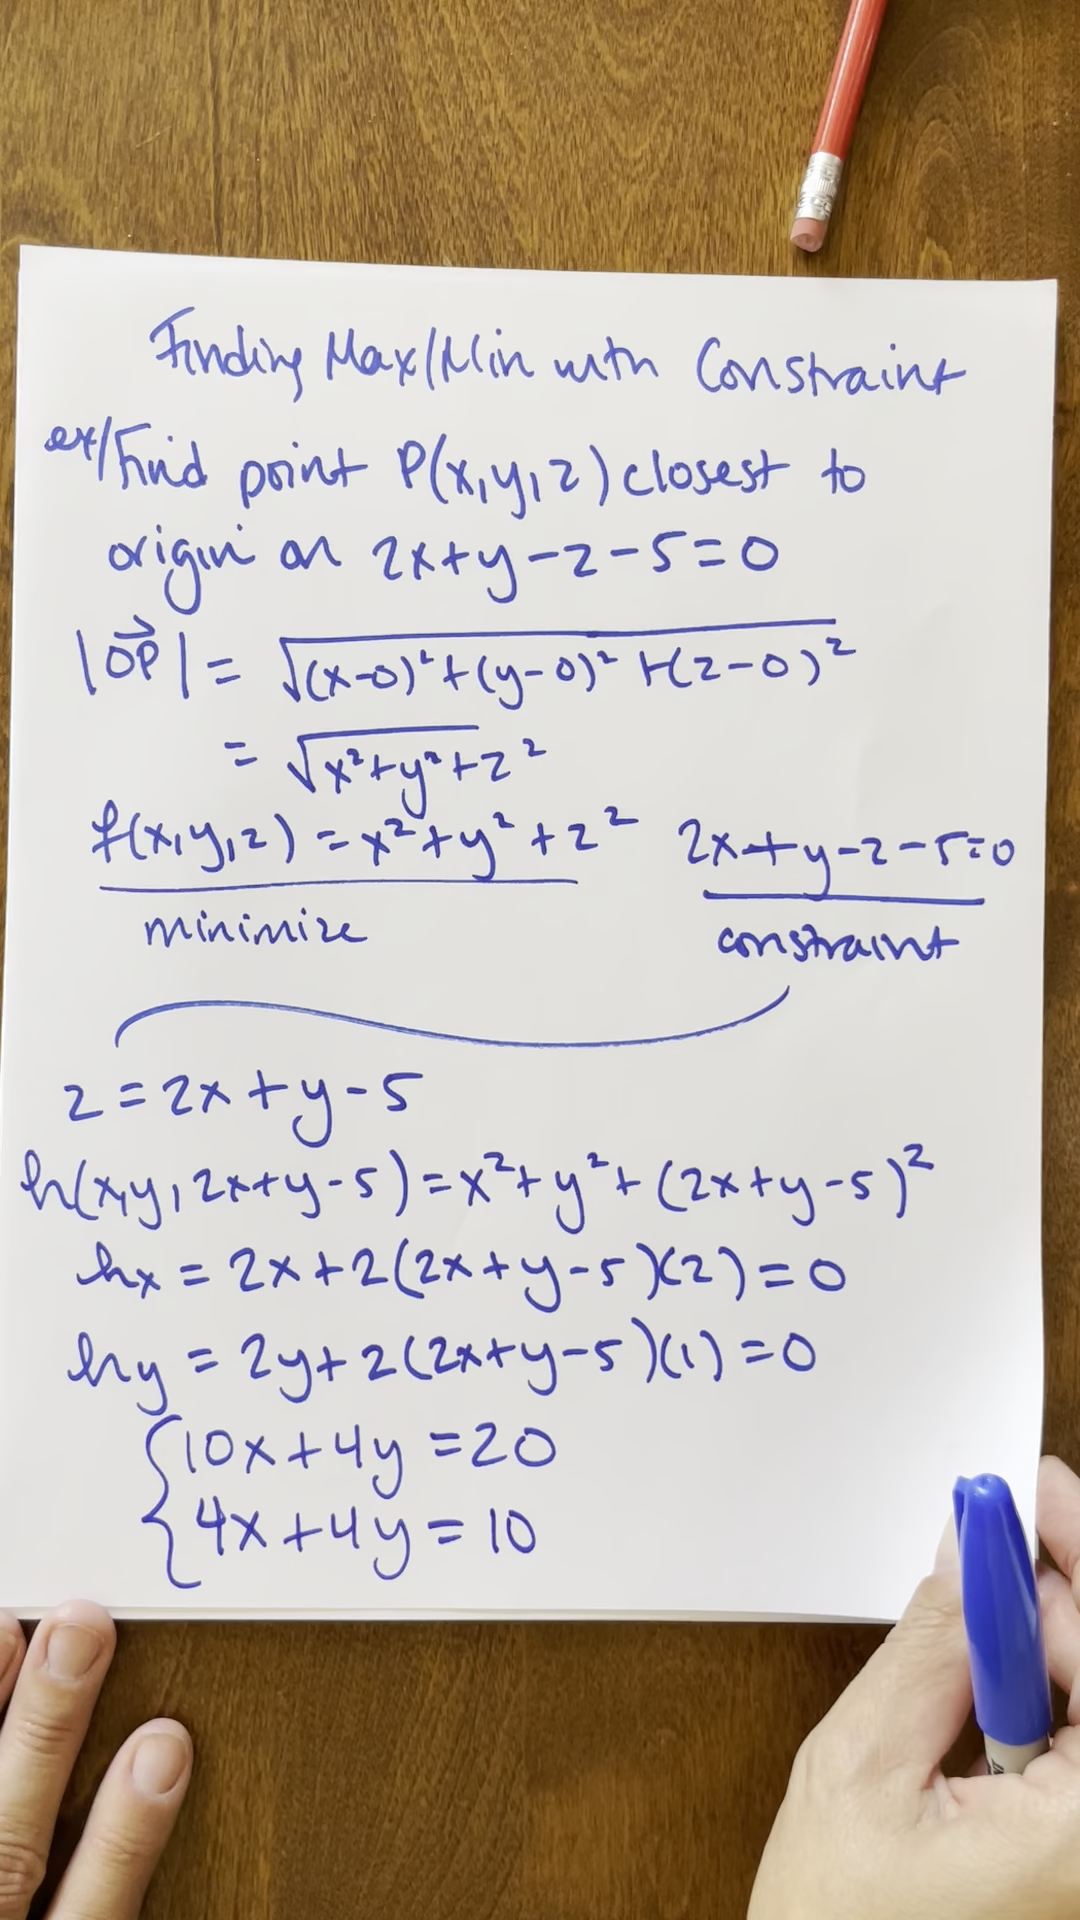 Finding Max/Min with Constraint
ex/Find point P(x,y,z) closest to
origin on 2x+y-z-5=0
|OP⃗| = √(x-0)²+(y-0)²+(z-0)²
= √x²+y²+z²
f(x,y,z) = x²+y²+z² 2x+y-z-5=0
minimize constraint
z=2x+y-5
h(x,y,2x+y-5)=x²+y²+(2x+y-5)²
hx = 2x+2(2x+y-5)(2)=0
hy = 2y+2(2x+y-5)(1)=0
{10x+4y=20
4x+4y=10